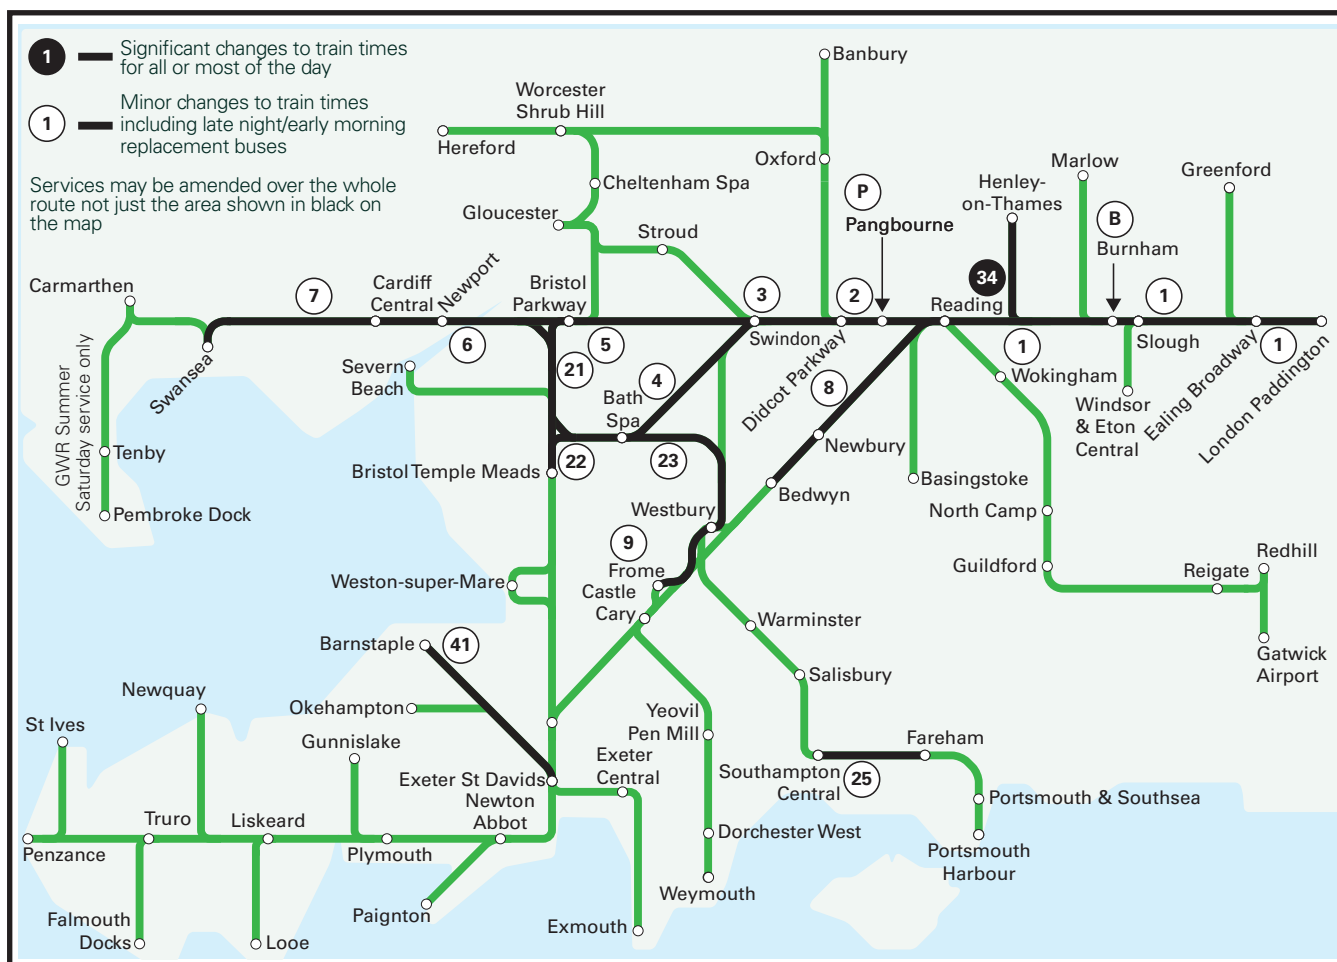 1
Significant changes to train times
for all or most of the day
1
Minor changes to train times
including late night/early morning
replacement buses
Services may be amended over the whole
route not just the area shown in black on
the map
Banbury
Worcester
Shrub Hill
Hereford
Oxford
Cheltenham Spa
Gloucester
Stroud
P
Pangbourne
Henley-
on-Thames
Marlow
Greenford
B
Burnham
34
Carmarthen
7
Cardiff
Central
Newport
Bristol
Parkway
3
2
Reading
1
Swansea
6
5
Swindon
Didcot Parkway
1
Slough
Ealing Broadway
1
London Paddington
GWR Summer
Saturday service only
Severn
Beach
21
4
8
Wokingham
Windsor
& Eton
Central
Bath
Spa
Newbury
Tenby
Bristol Temple Meads
22
23
Bedwyn
Basingstoke
Pembroke Dock
Westbury
North Camp
9
Frome
Weston-super-Mare
Castle
Cary
Guildford
Reigate
Redhill
Warminster
Barnstaple
41
Salisbury
Gatwick
Airport
Newquay
Okehampton
Yeovil
Pen Mill
St Ives
Gunnislake
Exeter St Davids
Exeter
Central
Southampton
Central
25
Fareham
Newton
Abbot
Portsmouth & Southsea
Truro
Liskeard
Penzance
Plymouth
Dorchester West
Portsmouth
Harbour
Weymouth
Falmouth
Docks
Looe
Paignton
Exmouth